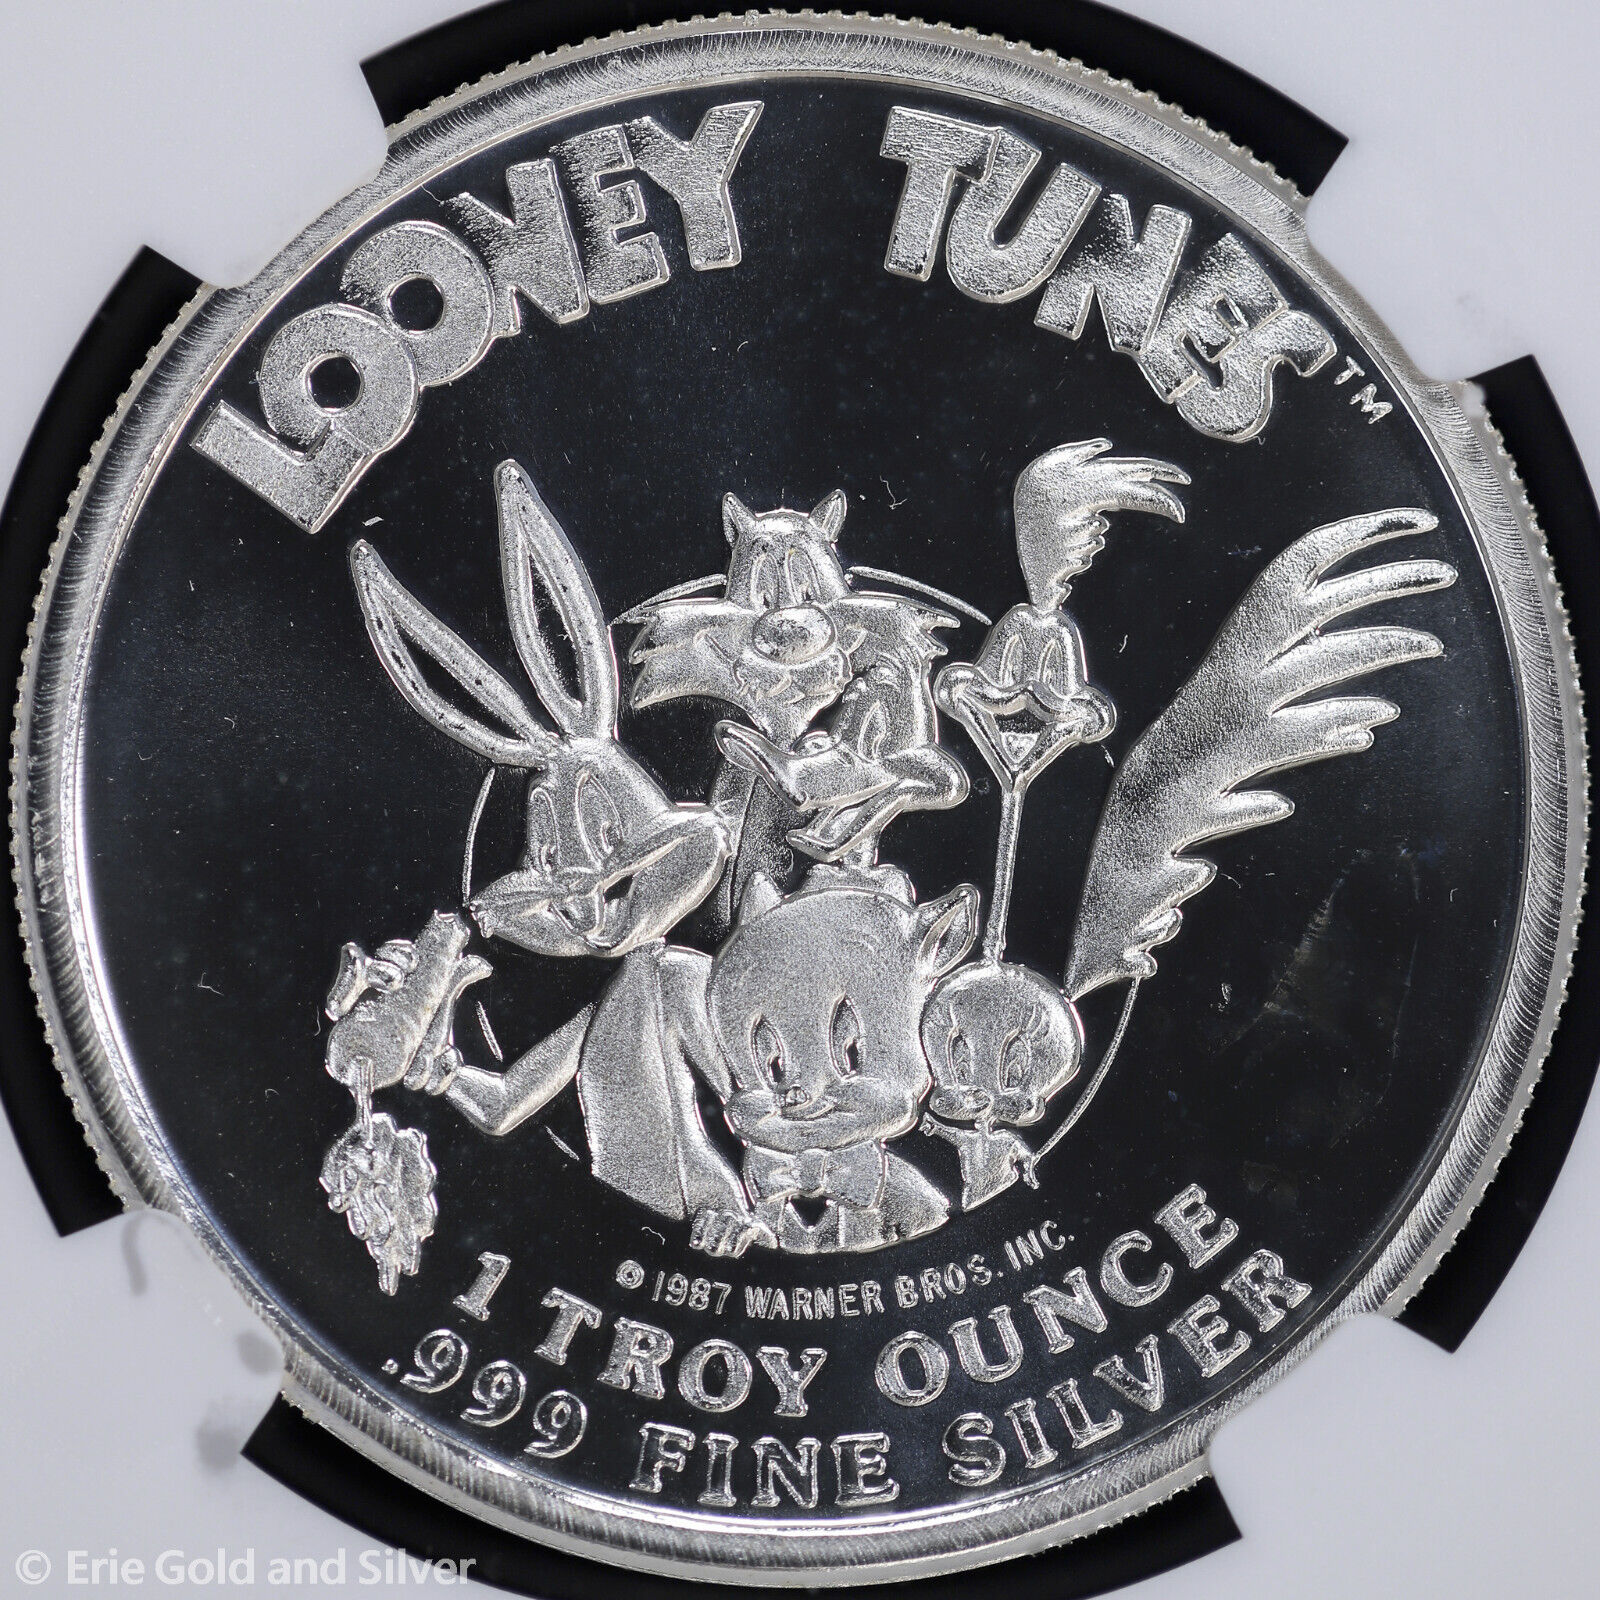 LOONEY TUNES™
© 1987 WARNER BROS. INC.
1 TROY OUNCE
.999 FINE SILVER
© Erie Gold and Silver